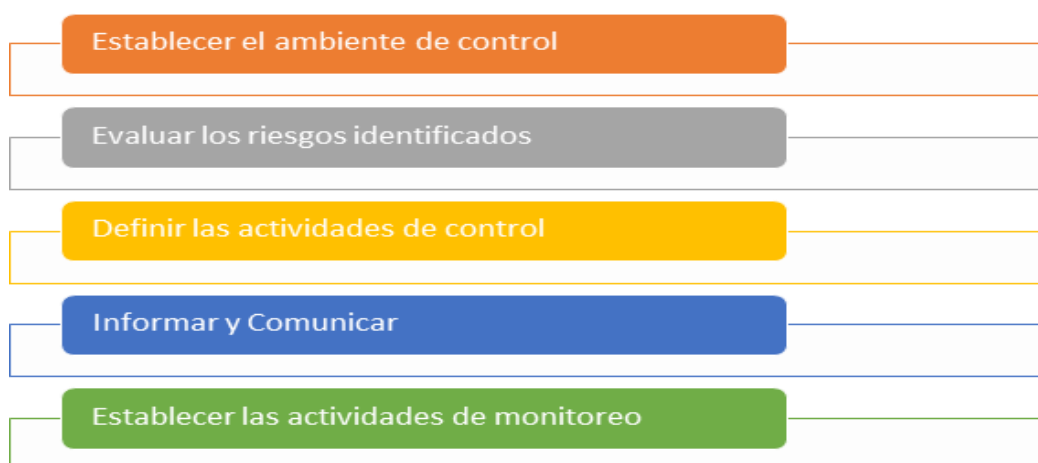 Establecer el ambiente de control
Evaluar los riesgos identificados
Definir las actividades de control
Informar y Comunicar
Establecer las actividades de monitoreo